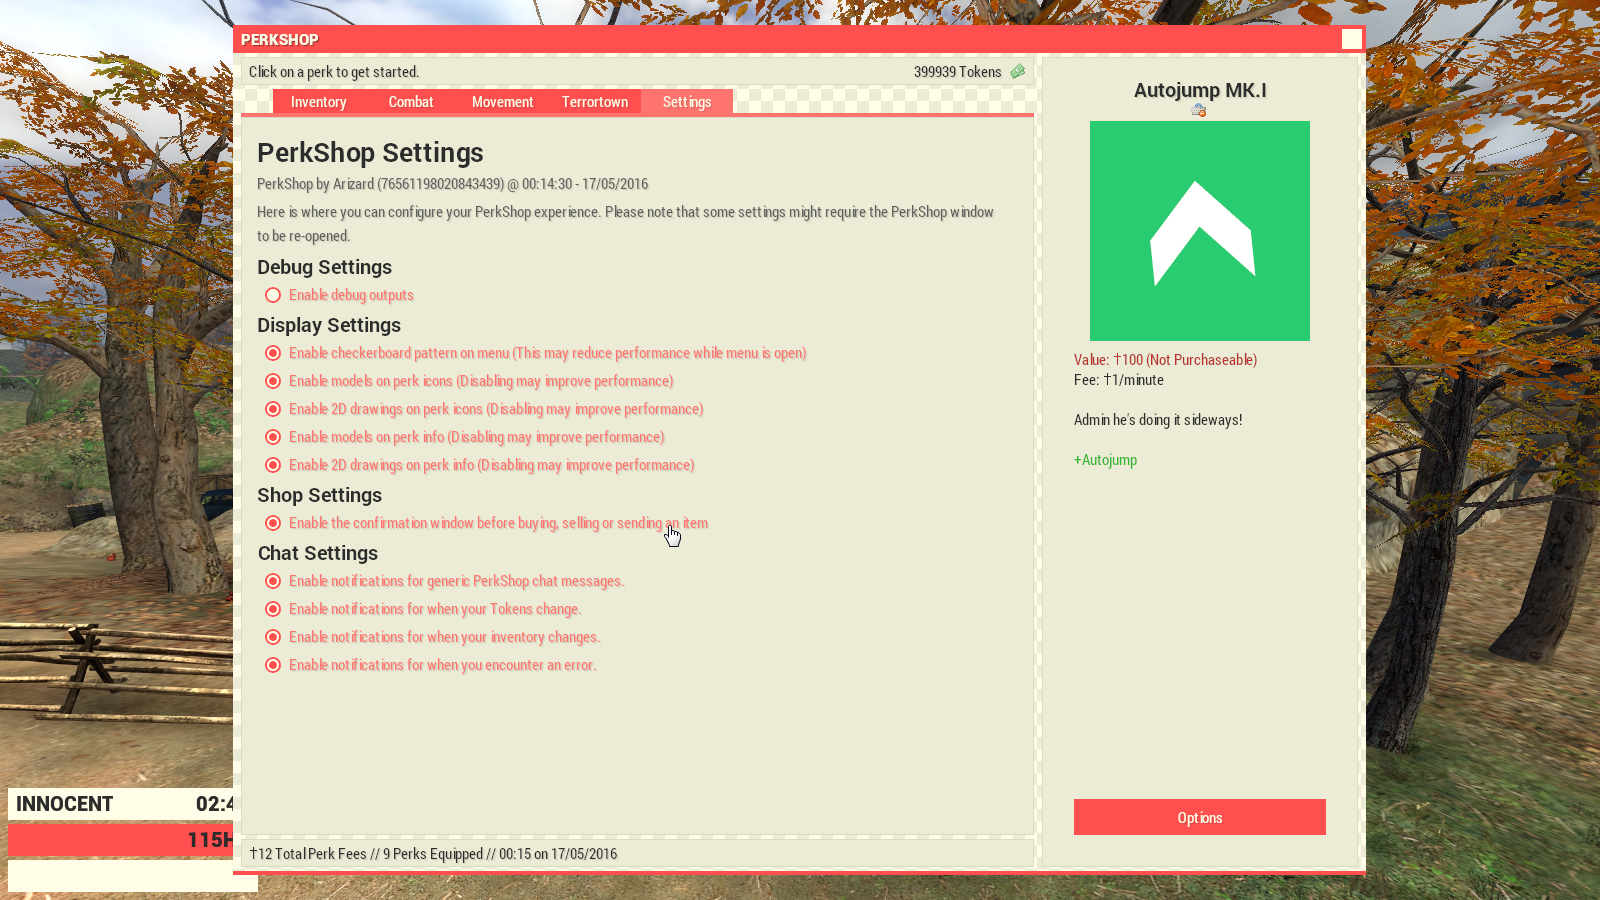 PERKSHOP
Click on a perk to get started.
399939 Tokens
Inventory
Combat
Movement
Terrortown
Settings
PerkShop Settings
PerkShop by Arizard (76561198020843439) @ 00:14:30 - 17/05/2016
Here is where you can configure your PerkShop experience. Please note that some settings might require the PerkShop window
to be re-opened.
Debug Settings
Enable debug outputs
Display Settings
Enable checkerboard pattern on menu (This may reduce performance while menu is open)
Enable models on perk icons (Disabling may improve performance)
Enable 2D drawings on perk icons (Disabling may improve performance)
Enable models on perk info (Disabling may improve performance)
Enable 2D drawings on perk info (Disabling may improve performance)
Shop Settings
Enable the confirmation window before buying, selling or sending an item
Chat Settings
Enable notifications for generic PerkShop chat messages.
Enable notifications for when your Tokens change.
Enable notifications for when your inventory changes.
Enable notifications for when you encounter an error.
†12 Total Perk Fees // 9 Perks Equipped // 00:15 on 17/05/2016
Autojump MK.I
Value: †100 (Not Purchaseable)
Fee: †1/minute
Admin he's doing it sideways!
+Autojump
Options
INNOCENT
02:4
115H